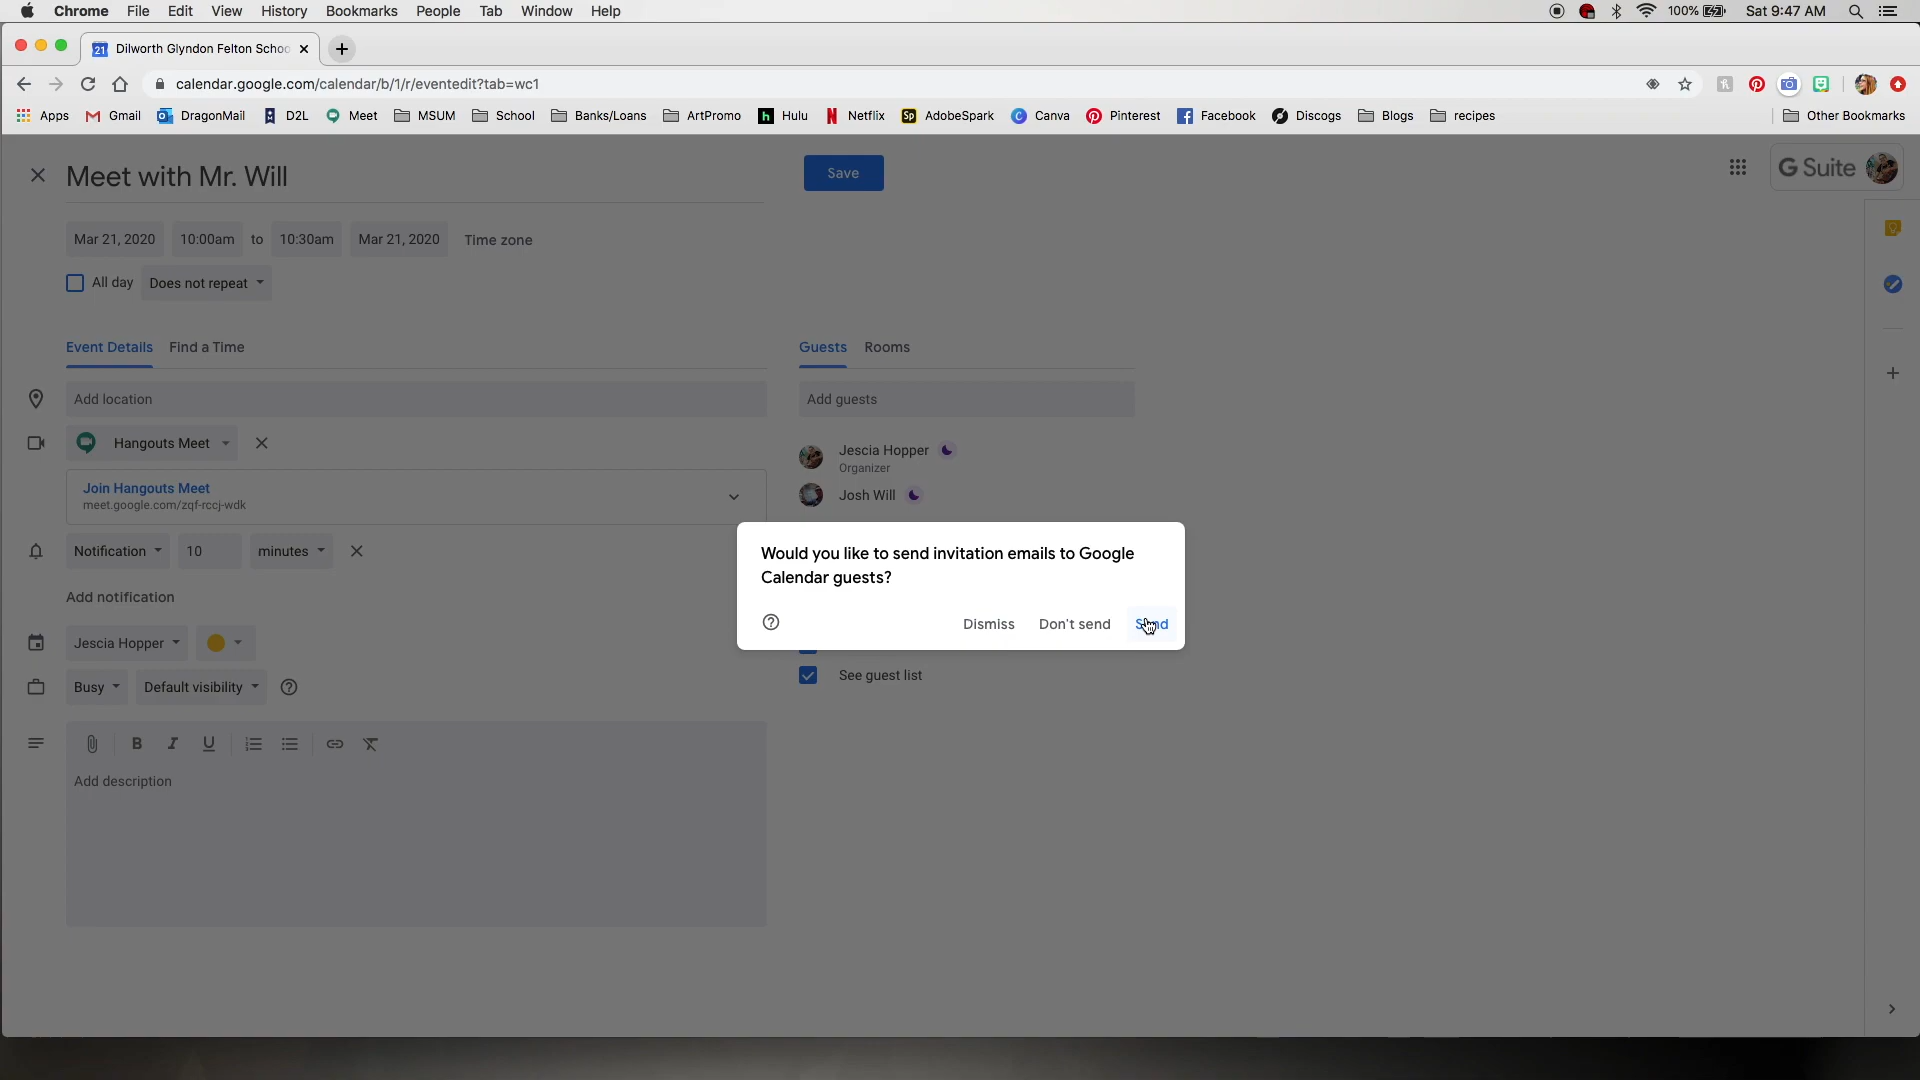 Chrome File Edit View History Bookmarks People Tab Window Help 100% Sat 9:47 AM
21 Dilworth Glyndon Felton Schoo
calendar.google.com/calendar/b/1/r/eventedit?tab=wc1
Apps Gmail DragonMail D2L Meet MSUM School Banks/Loans ArtPromo h Hulu Netflix Sp AdobeSpark C Canva Pinterest Facebook Discogs Blogs recipes Other Bookmarks
Meet with Mr. Will
Save
G Suite
Mar 21, 2020 10:00am to 10:30am Mar 21, 2020 Time zone
All day Does not repeat
Event Details Find a Time Guests Rooms
Add location Add guests
Hangouts Meet
Jescia Hopper
Organizer
Join Hangouts Meet
meet.google.com/zqf-rccj-wdk
Josh Will
Notification 10 minutes
Would you like to send invitation emails to Google
Calendar guests?
Dismiss Don't send
Add notification
Jescia Hopper
Busy Default visibility
See guest list
B I U
Add description